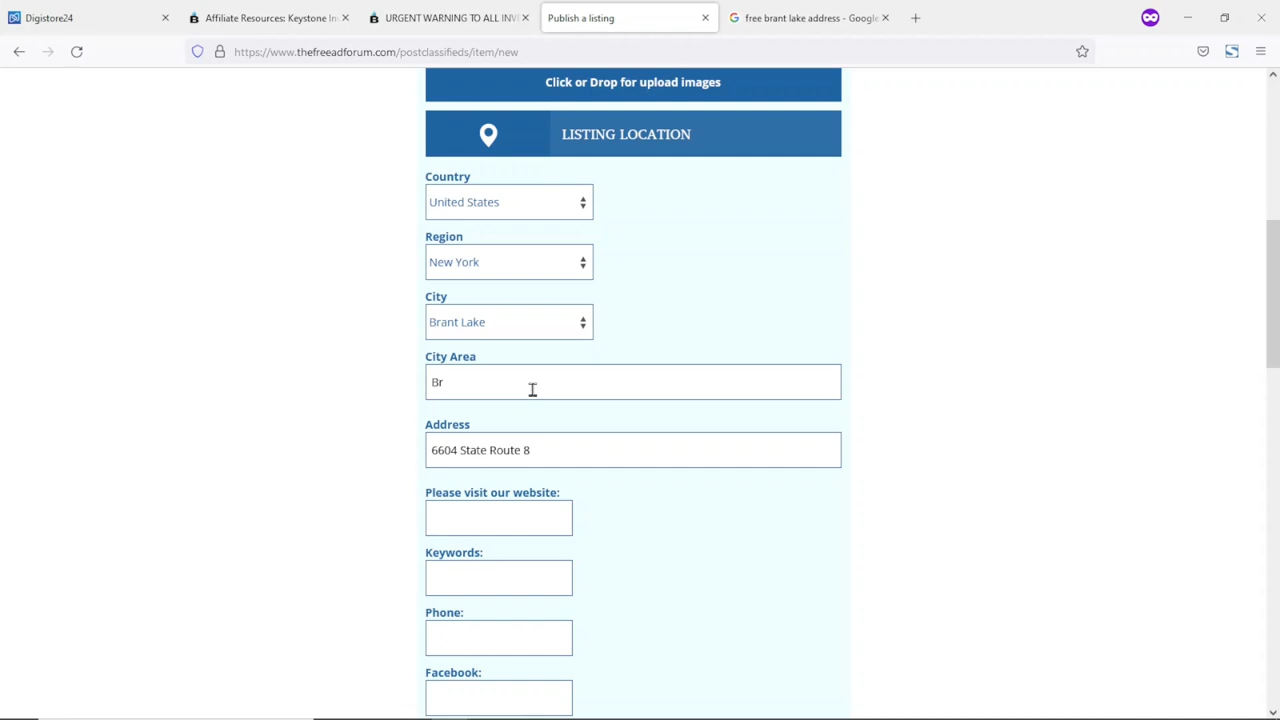 Digistore24
Affiliate Resources: Keystone Inv
URGENT WARNING TO ALL INVE
Publish a listing
free brant lake address - Google
https://www.thefreeadforum.com/postclassifieds/item/new
Click or Drop for upload images
LISTING LOCATION
Country
United States
Region
New York
City
Brant Lake
City Area
Br
Address
6604 State Route 8
Please visit our website:
Keywords:
Phone:
Facebook: